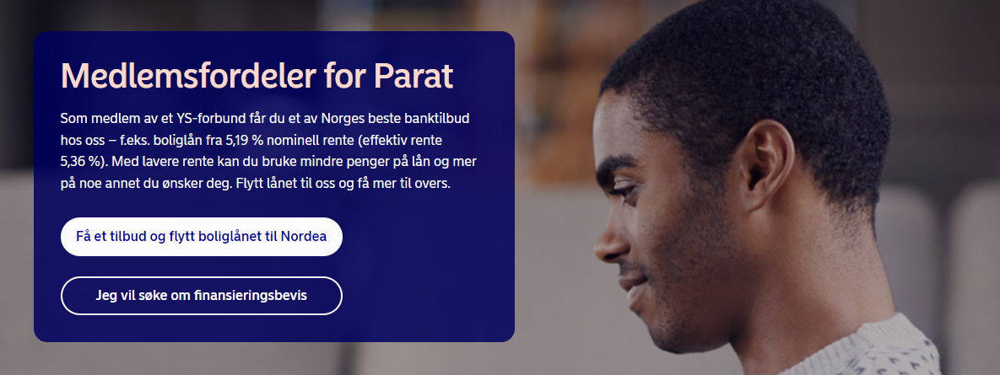 Medlemsfordeler for Parat
Som medlem av et YS-forbund får du et av Norges beste banktilbud
hos oss – f.eks. boliglån fra 5,19 % nominell rente (effektiv rente
5,36 %). Med lavere rente kan du bruke mindre penger på lån og mer
på noe annet du ønsker deg. Flytt lånet til oss og få mer til overs.
Få et tilbud og flytt boliglånet til Nordea
Jeg vil søke om finansieringsbevis